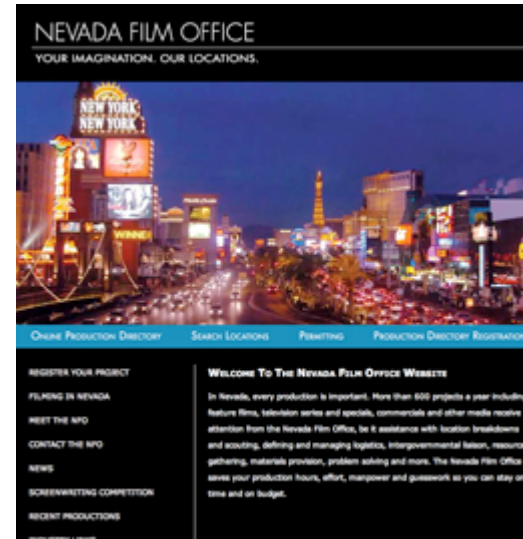 NEVADA FILM OFFICE
YOUR IMAGINATION. OUR LOCATIONS.
NEW YORK
NEW YORK
WINNER
ONLINE PRODUCTION DIRECTORY SEARCH LOCATIONS PERMITTING PRODUCTION DIRECTORY REGISTRATION
REGISTER YOUR PROJECT
FILMING IN NEVADA
MEET THE NFO
CONTACT THE NFO
NEWS
SCREENWRITING COMPETITION
RECENT PRODUCTIONS
INDUSTRY LINKS
WELCOME TO THE NEVADA FILM OFFICE WEBSITE
In Nevada, every production is important. More than 600 projects a year including
feature films, television series and specials, commercials and other media receive
attention from the Nevada Film Office, be it assistance with location breakdowns
and scouting, defining and managing logistics, intergovernmental liaison, resource
gathering, materials provision, problem solving and more. The Nevada Film Office
saves your production hours, effort, manpower and guesswork so you can stay on
time and on budget.